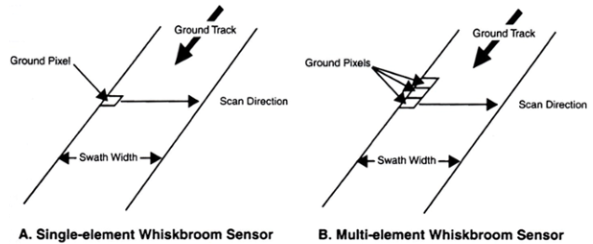 Ground Track
Ground Pixel
Scan Direction
Swath Width
A. Single-element Whiskbroom Sensor
Ground Track
Ground Pixels
Scan Direction
Swath Width
B. Multi-element Whiskbroom Sensor